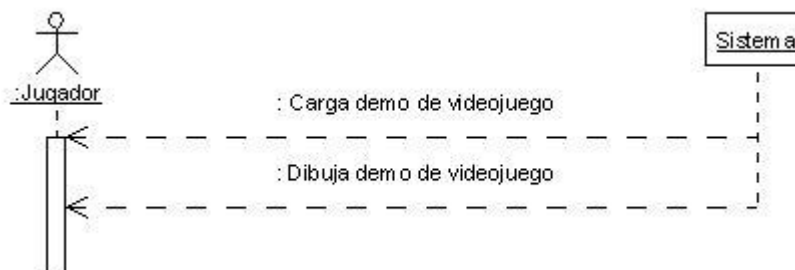 Sistema
:Jugador
: Carga demo de videojuego
: Dibuja demo de videojuego